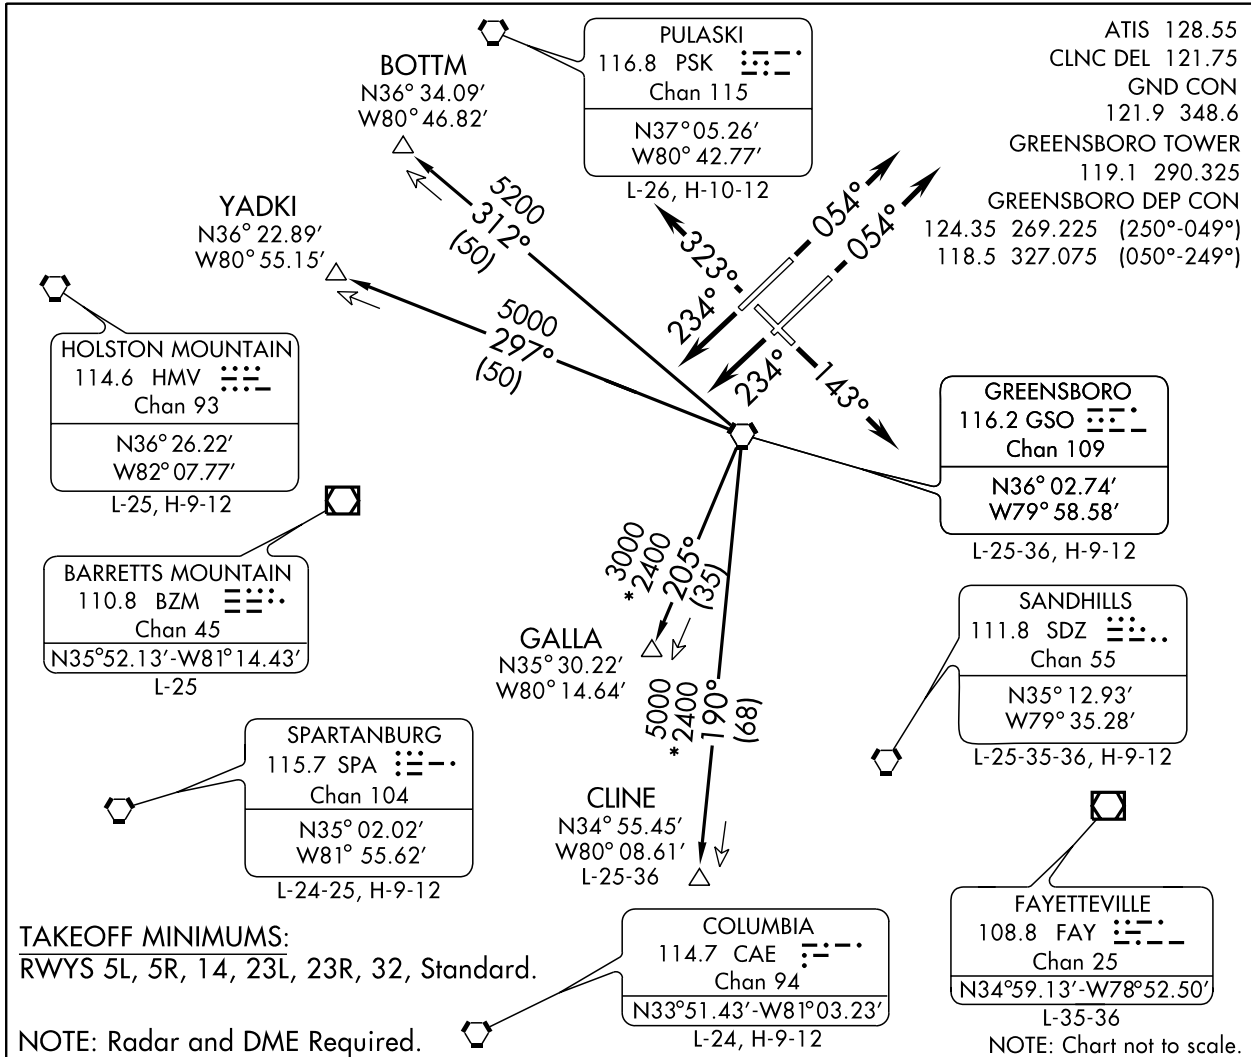 PULASKI
116.8 PSK
Chan 115
N37° 05.26′
W80° 42.77′
L-26, H-10-12
ATIS 128.55
CLNC DEL 121.75
GND CON
121.9 348.6
GREENSBORO TOWER
119.1 290.325
GREENSBORO DEP CON
124.35 269.225 (250°-049°)
118.5 327.075 (050°-249°)
BOTTM
N36° 34.09′
W80° 46.82′
5200
312°
(50)
YADKI
N36° 22.89′
W80° 55.15′
5000
297°
(50)
054°
054°
323°
234°
234°
143°
HOLSTON MOUNTAIN
114.6 HMV
Chan 93
N36° 26.22′
W82° 07.77′
L-25, H-9-12
GREENSBORO
116.2 GSO
Chan 109
N36° 02.74′
W79° 58.58′
L-25-36, H-9-12
BARRETTS MOUNTAIN
110.8 BZM
Chan 45
N35°52.13′-W81°14.43′
L-25
3000
*2400
205°
(35)
GALLA
N35° 30.22′
W80° 14.64′
SANDHILLS
111.8 SDZ
Chan 55
N35° 12.93′
W79° 35.28′
L-25-35-36, H-9-12
5000
*2400
190°
(68)
SPARTANBURG
115.7 SPA
Chan 104
N35° 02.02′
W81° 55.62′
L-24-25, H-9-12
CLINE
N34° 55.45′
W80° 08.61′
L-25-36
FAYETTEVILLE
108.8 FAY
Chan 25
N34°59.13′-W78°52.50′
L-35-36
COLUMBIA
114.7 CAE
Chan 94
N33°51.43′-W81°03.23′
L-24, H-9-12
TAKEOFF MINIMUMS:
RWYS 5L, 5R, 14, 23L, 23R, 32, Standard.
NOTE: Radar and DME Required.
NOTE: Chart not to scale.